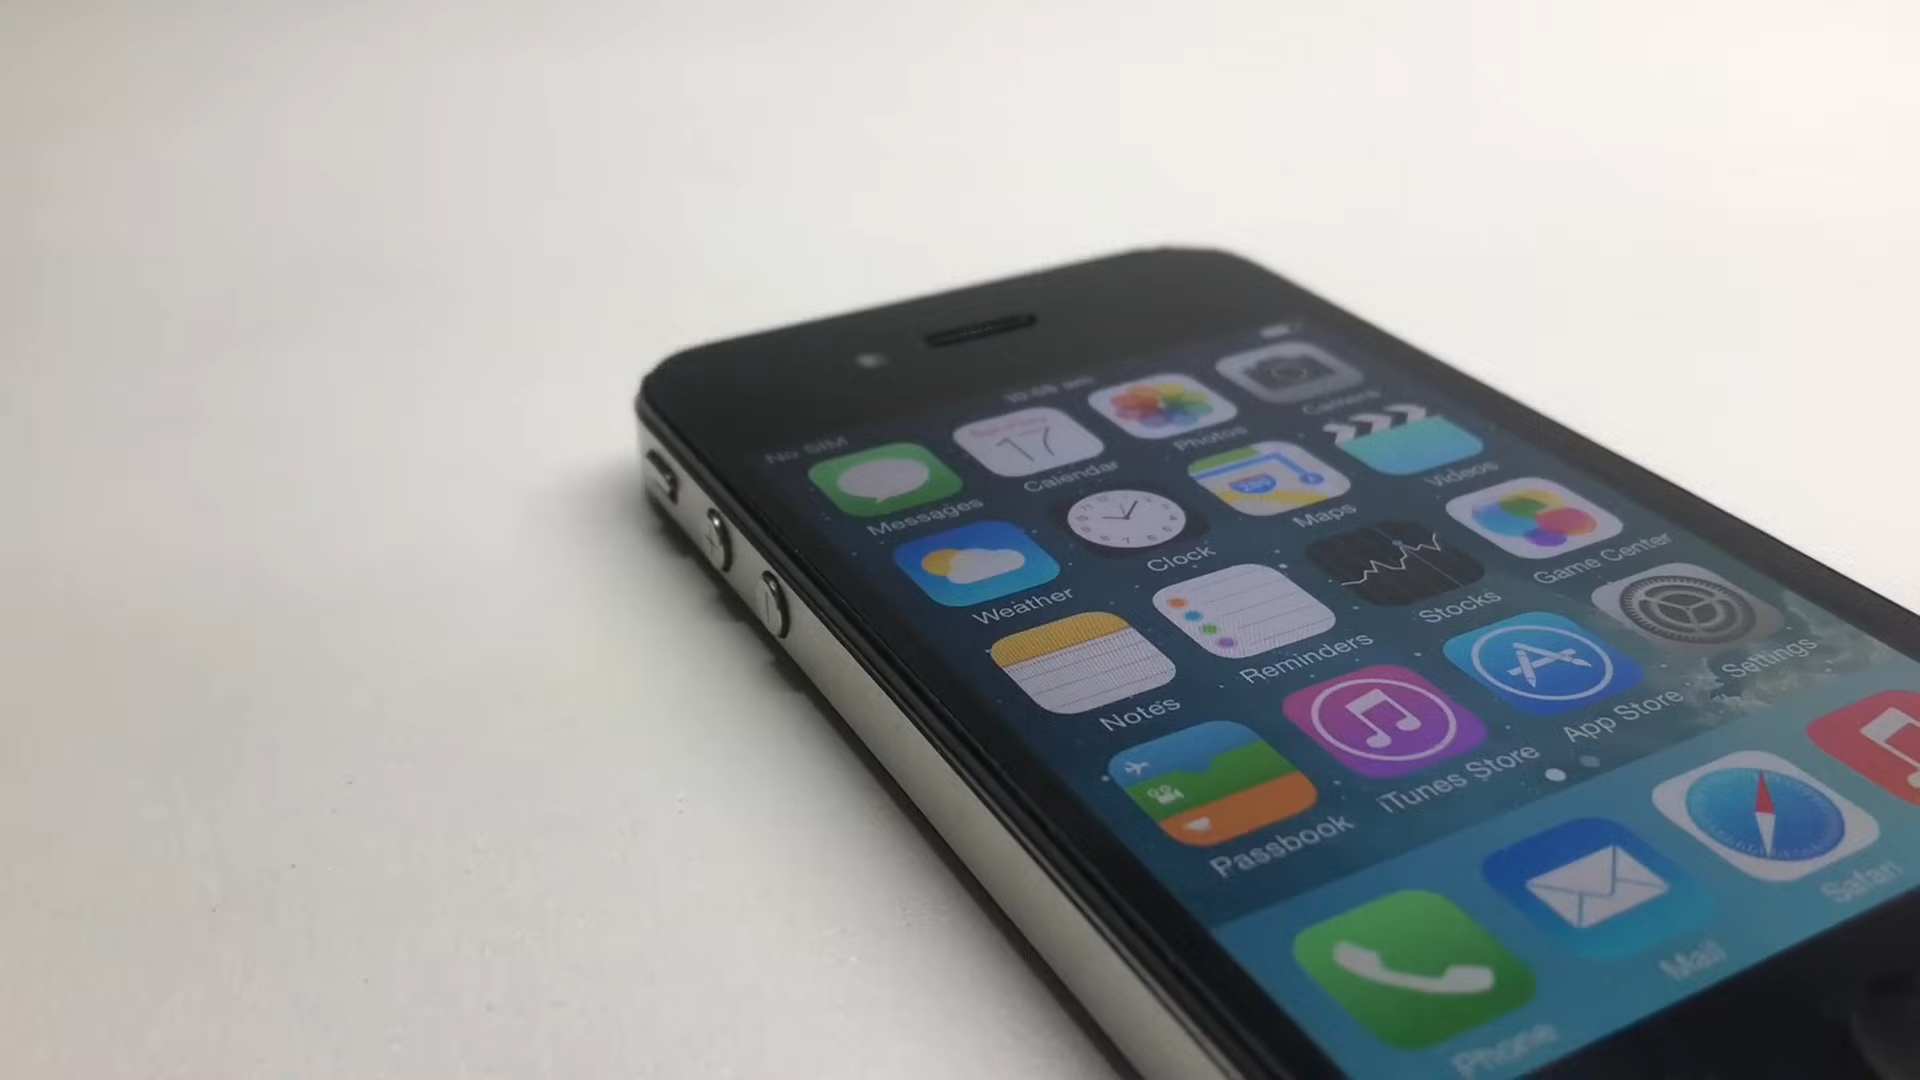 No SIM
Messages
Calendar
Photos
Camera
17
Weather
Clock
Maps
Videos
280
Notes
Reminders
Stocks
Game Center
Passbook
iTunes Store
App Store
Settings
Phone
Mail
Safari